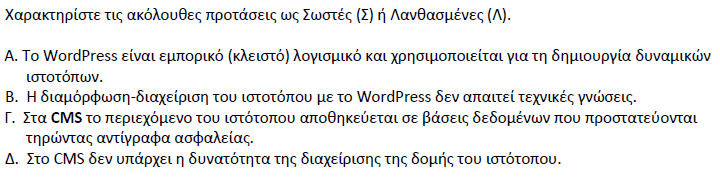 Χαρακτηρίστε τις ακόλουθες προτάσεις ως Σωστές (Σ) ή Λανθασμένες (Λ).
Α. Το WordPress είναι εμπορικό (κλειστό) λογισμικό και χρησιμοποιείται για τη δημιουργία δυναμικών
ιστοτόπων.
Β. Η διαμόρφωση-διαχείριση του ιστοτόπου με το WordPress δεν απαιτεί τεχνικές γνώσεις.
Γ. Στα CMS το περιεχόμενο του ιστότοπου αποθηκεύεται σε βάσεις δεδομένων που προστατεύονται
τηρώντας αντίγραφα ασφαλείας.
Δ. Στο CMS δεν υπάρχει η δυνατότητα της διαχείρισης της δομής του ιστότοπου.